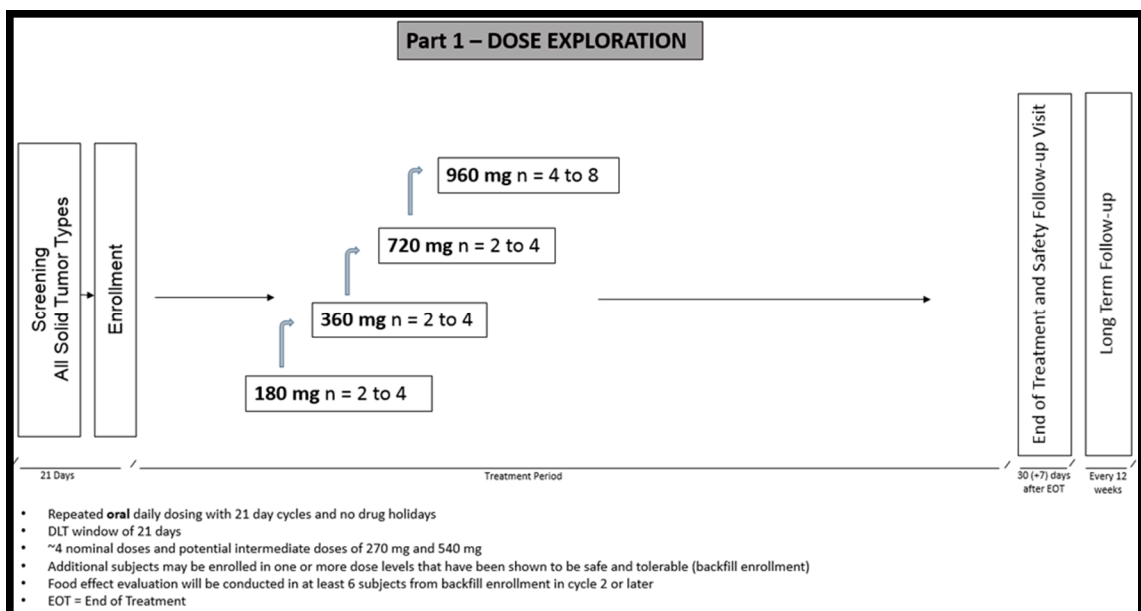 Part 1 – DOSE EXPLORATION
Screening
All Solid Tumor Types
Enrollment
960 mg n = 4 to 8
720 mg n = 2 to 4
360 mg n = 2 to 4
180 mg n = 2 to 4
End of Treatment and Safety Follow-up Visit
Long Term Follow-up
21 Days
Treatment Period
30 (+7) days
after EOT
Every 12
weeks
• Repeated oral daily dosing with 21 day cycles and no drug holidays
• DLT window of 21 days
• ~4 nominal doses and potential intermediate doses of 270 mg and 540 mg
• Additional subjects may be enrolled in one or more dose levels that have been shown to be safe and tolerable (backfill enrollment)
• Food effect evaluation will be conducted in at least 6 subjects from backfill enrollment in cycle 2 or later
• EOT = End of Treatment